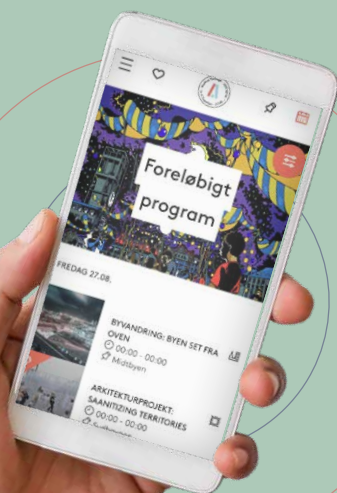 Foreløbigt
program
FREDAG 27.08.
BYVANDRING: BYEN SET FRA
OVEN
00:00 - 00:00
Midtbyen
ARKITEKTURPROJEKT:
SAANITIZING TERRITORIES
00:00 - 00:00